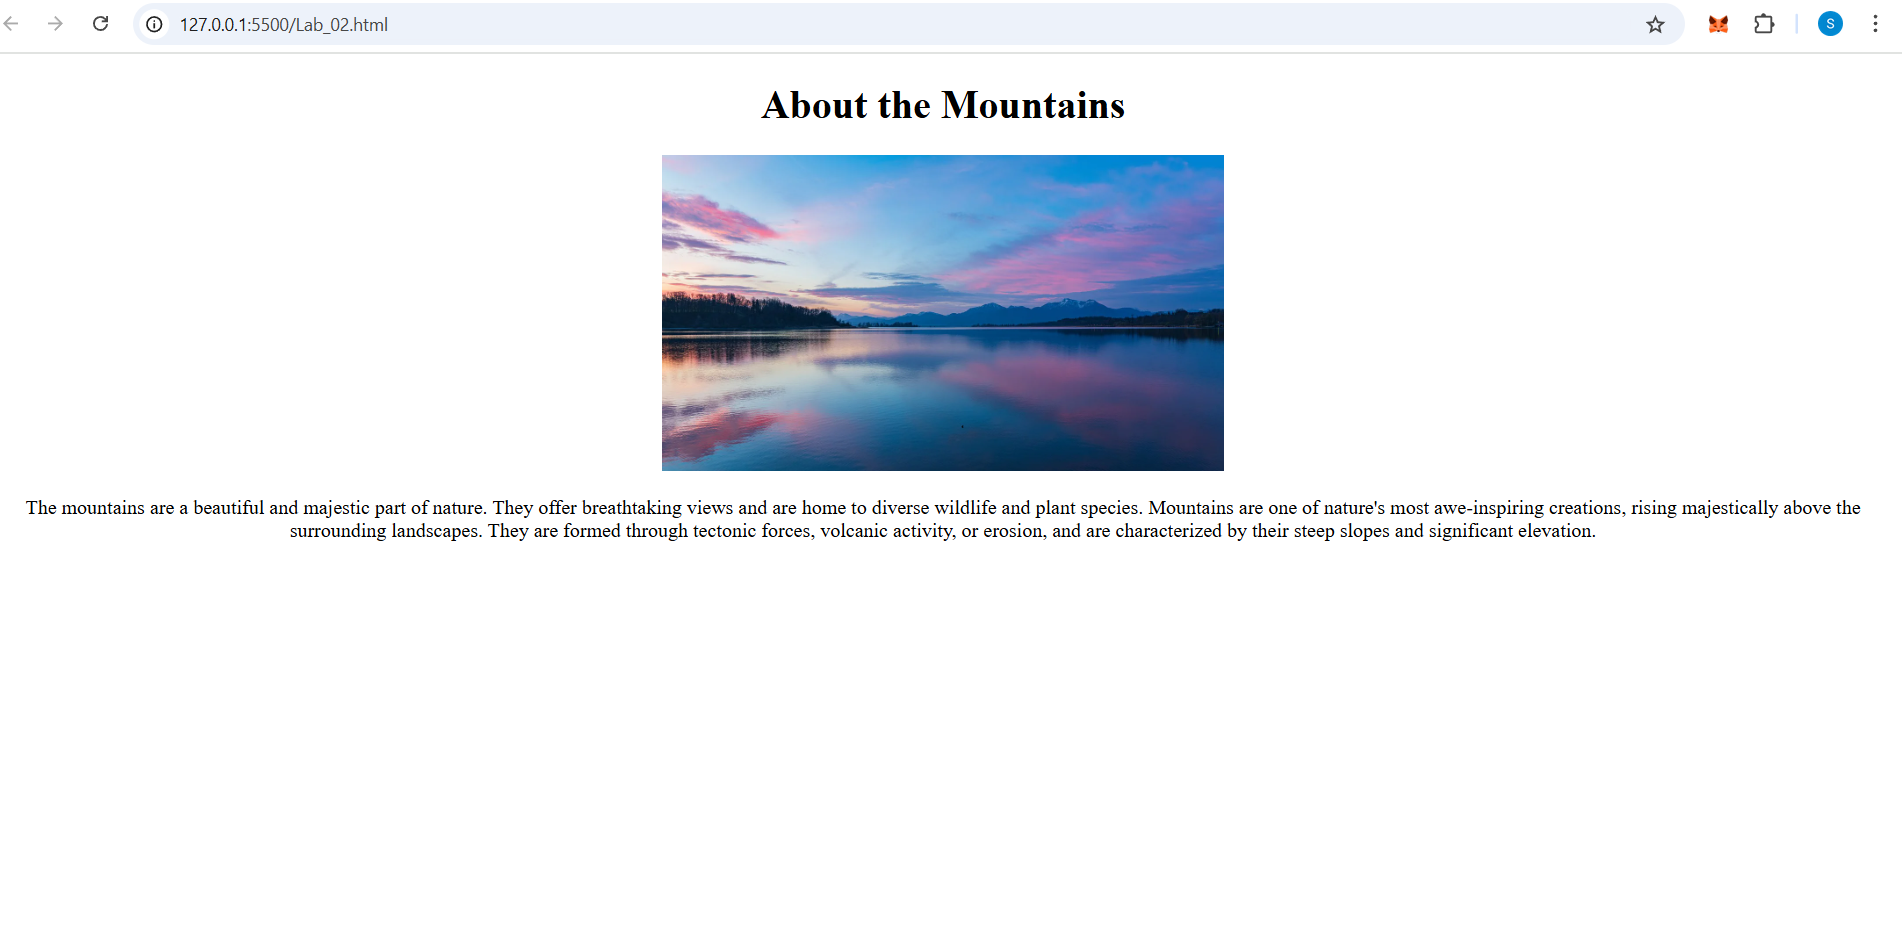 127.0.0.1:5500/Lab_02.html
S
About the Mountains
The mountains are a beautiful and majestic part of nature. They offer breathtaking views and are home to diverse wildlife and plant species. Mountains are one of nature's most awe-inspiring creations, rising majestically above the
surrounding landscapes. They are formed through tectonic forces, volcanic activity, or erosion, and are characterized by their steep slopes and significant elevation.